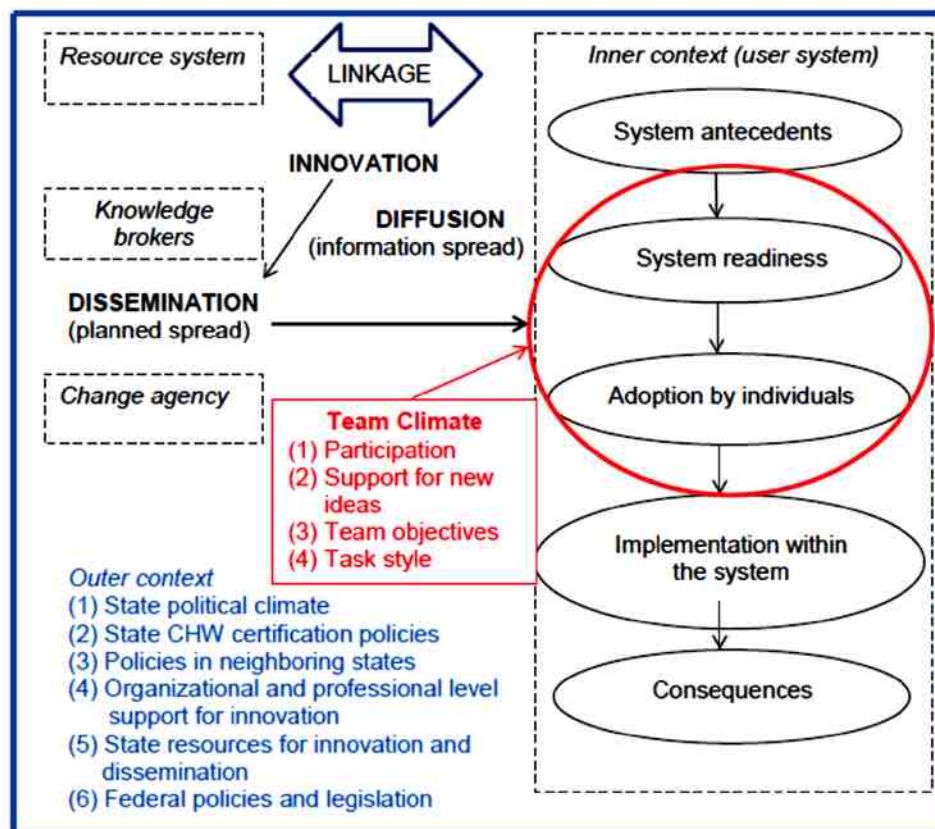 Resource system
LINKAGE
Inner context (user system)
System antecedents
INNOVATION
Knowledge
brokers
DIFFUSION
(information spread)
System readiness
DISSEMINATION
(planned spread)
Change agency
Adoption by individuals
Team Climate
(1) Participation
(2) Support for new
ideas
(3) Team objectives
(4) Task style
Implementation within
the system
Consequences
Outer context
(1) State political climate
(2) State CHW certification policies
(3) Policies in neighboring states
(4) Organizational and professional level
support for innovation
(5) State resources for innovation and
dissemination
(6) Federal policies and legislation